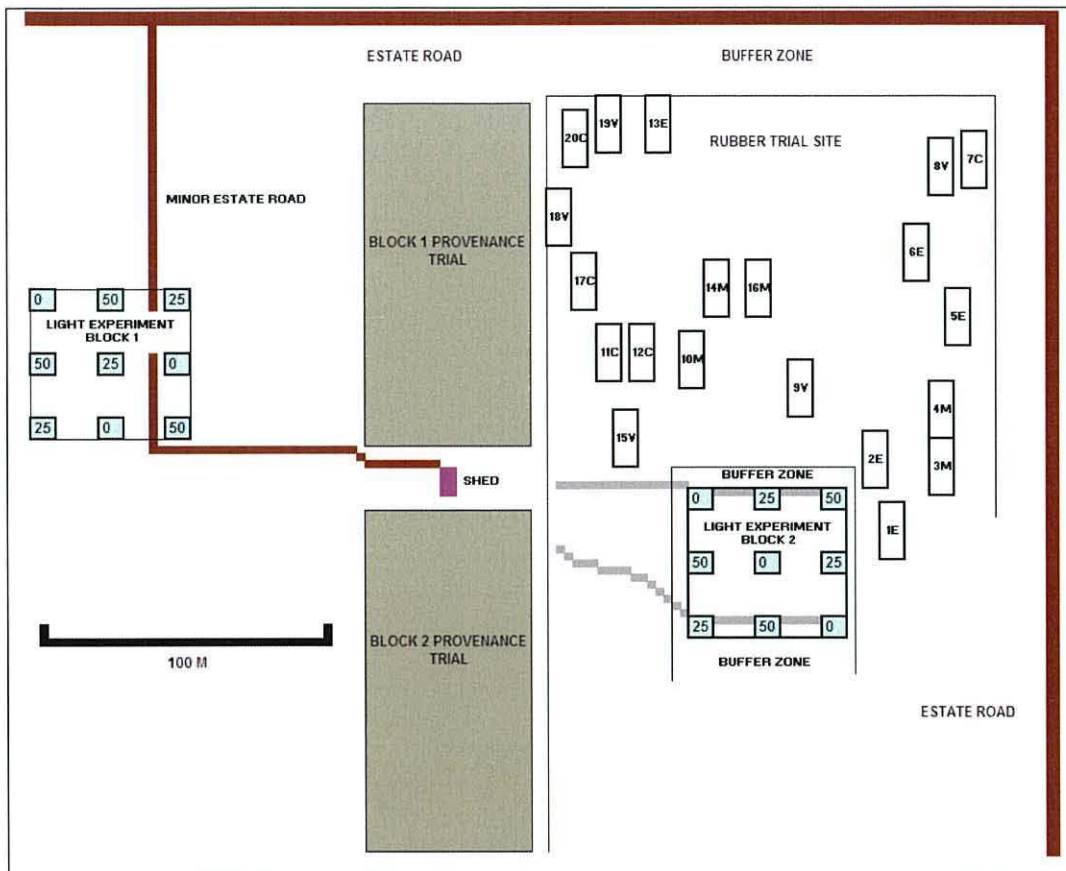 ESTATE ROAD
BUFFER ZONE
20C
19V
13E
RUBBER TRIAL SITE
8V
7C
MINOR ESTATE ROAD
18V
BLOCK 1 PROVENANCE
TRIAL
6E
17C
14M
16M
5E
0 50 25
LIGHT EXPERIMENT
BLOCK 1
50 25 0
25 0 50
11C
12C
10M
9V
4M
15V
2E
3M
SHED
BUFFER ZONE
0 25 50
LIGHT EXPERIMENT
BLOCK 2
1E
50 0 25
25 50 0
BUFFER ZONE
BLOCK 2 PROVENANCE
TRIAL
100 M
ESTATE ROAD